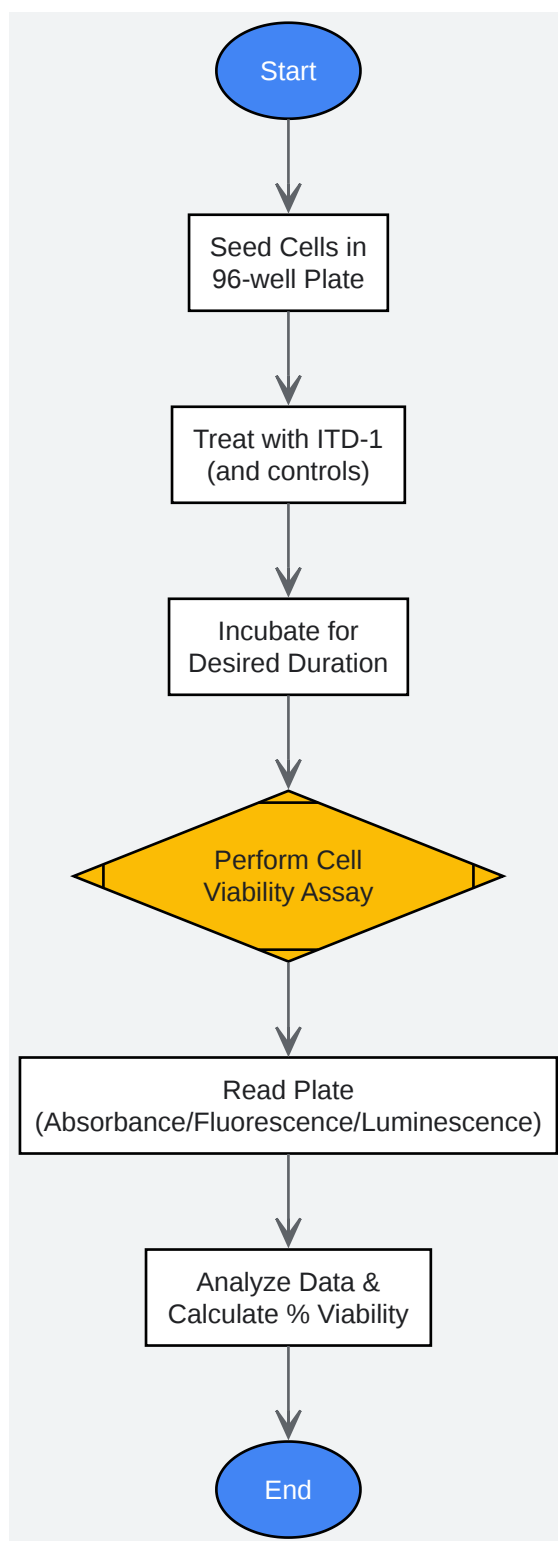 Start
Seed Cells in
96-well Plate
Treat with ITD-1
(and controls)
Incubate for
Desired Duration
Perform Cell
Viability Assay
Read Plate
(Absorbance/Fluorescence/Luminescence)
Analyze Data &
Calculate % Viability
End